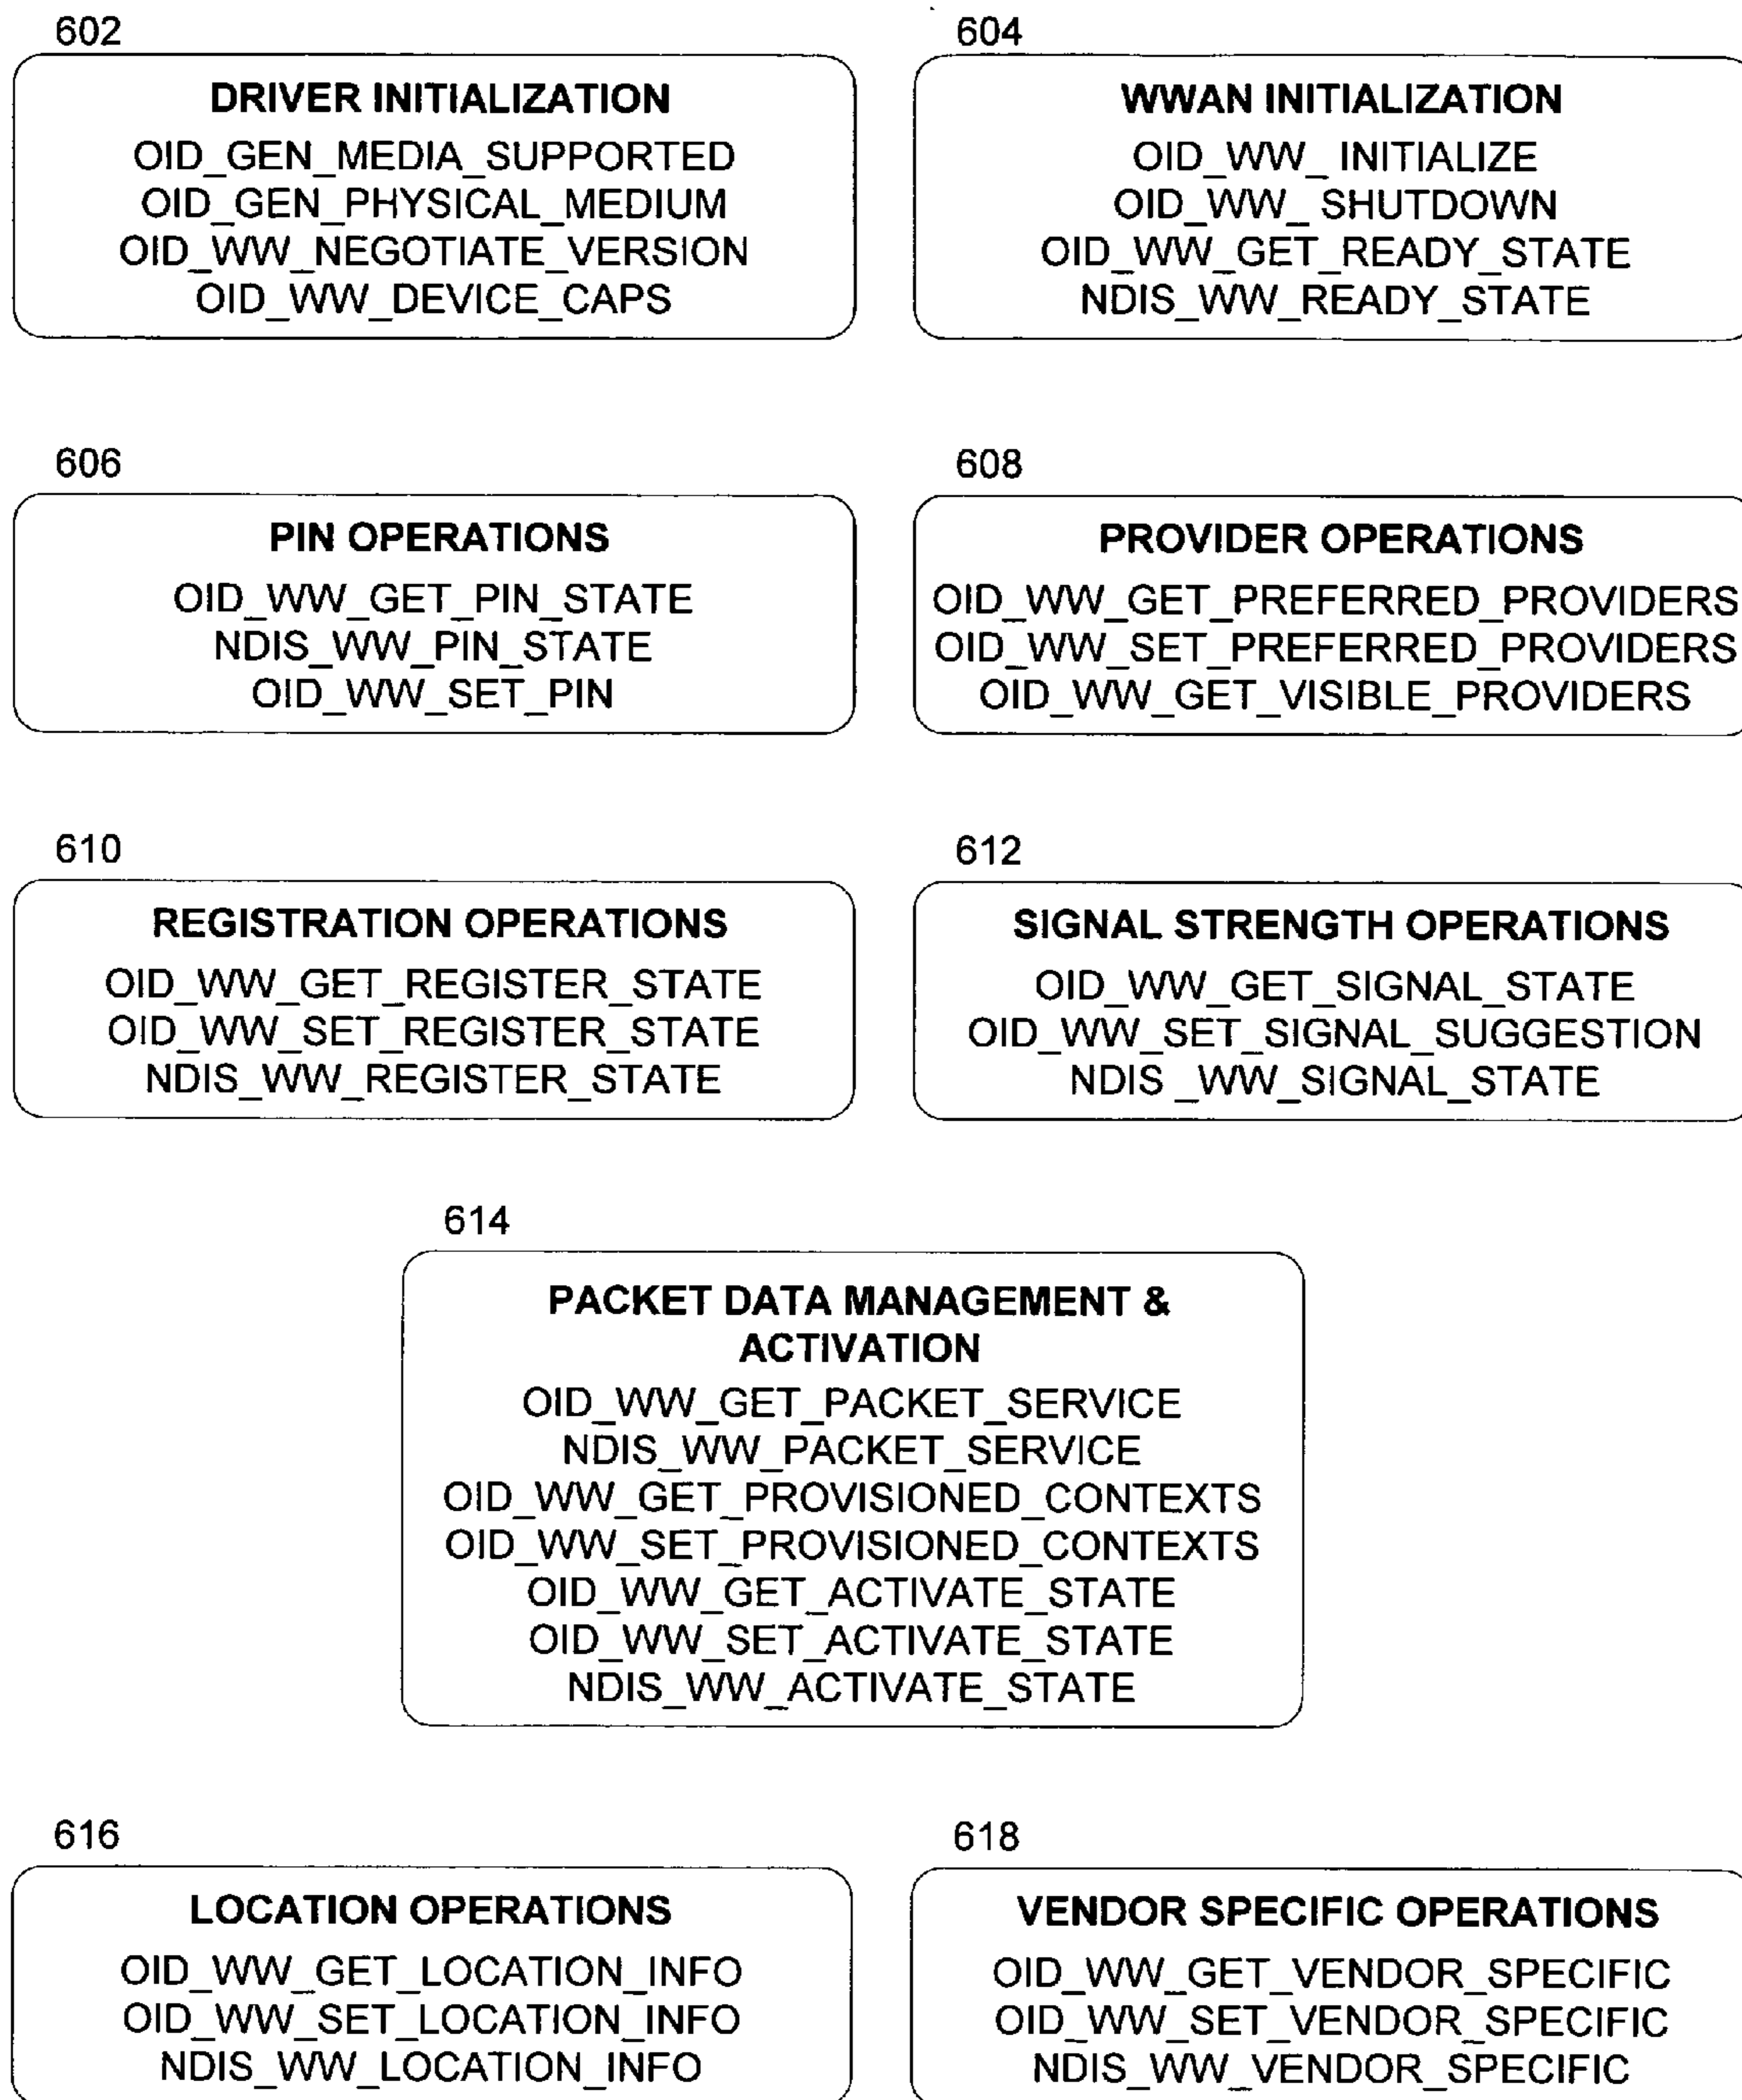 602
DRIVER INITIALIZATION
OID_GEN_MEDIA_SUPPORTED
OID_GEN_PHYSICAL_MEDIUM
OID_WW_NEGOTIATE_VERSION
OID_WW_DEVICE_CAPS
604
WWAN INITIALIZATION
OID_WW_ INITIALIZE
OID_WW_ SHUTDOWN
OID_WW_GET_READY_STATE
NDIS_WW_READY_STATE
606
PIN OPERATIONS
OID_WW_GET_PIN_STATE
NDIS_WW_PIN_STATE
OID_WW_SET_PIN
608
PROVIDER OPERATIONS
OID_WW_GET_PREFERRED_PROVIDERS
OID_WW_SET_PREFERRED_PROVIDERS
OID_WW_GET_VISIBLE_PROVIDERS
610
REGISTRATION OPERATIONS
OID_WW_GET_REGISTER_STATE
OID_WW_SET_REGISTER_STATE
NDIS_WW_REGISTER_STATE
612
SIGNAL STRENGTH OPERATIONS
OID_WW_GET_SIGNAL_STATE
OID_WW_SET_SIGNAL_SUGGESTION
NDIS _WW_SIGNAL_STATE
614
PACKET DATA MANAGEMENT &
ACTIVATION
OID_WW_GET_PACKET_SERVICE
NDIS_WW_PACKET_SERVICE
OID_WW_GET_PROVISIONED_CONTEXTS
OID_WW_SET_PROVISIONED_CONTEXTS
OID_WW_GET_ACTIVATE_STATE
OID_WW_SET_ACTIVATE_STATE
NDIS_WW_ACTIVATE_STATE
616
LOCATION OPERATIONS
OID_WW_GET_LOCATION_INFO
OID_WW_SET_LOCATION_INFO
NDIS_WW_LOCATION_INFO
618
VENDOR SPECIFIC OPERATIONS
OID_WW_GET_VENDOR_SPECIFIC
OID_WW_SET_VENDOR_SPECIFIC
NDIS_WW_VENDOR_SPECIFIC